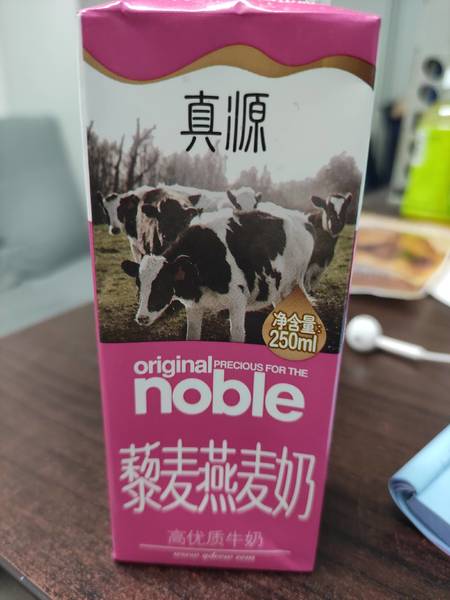 真源
净含量:
250ml
original PRECIOUS FOR THE
noble
藜麦燕麦奶
高优质牛奶